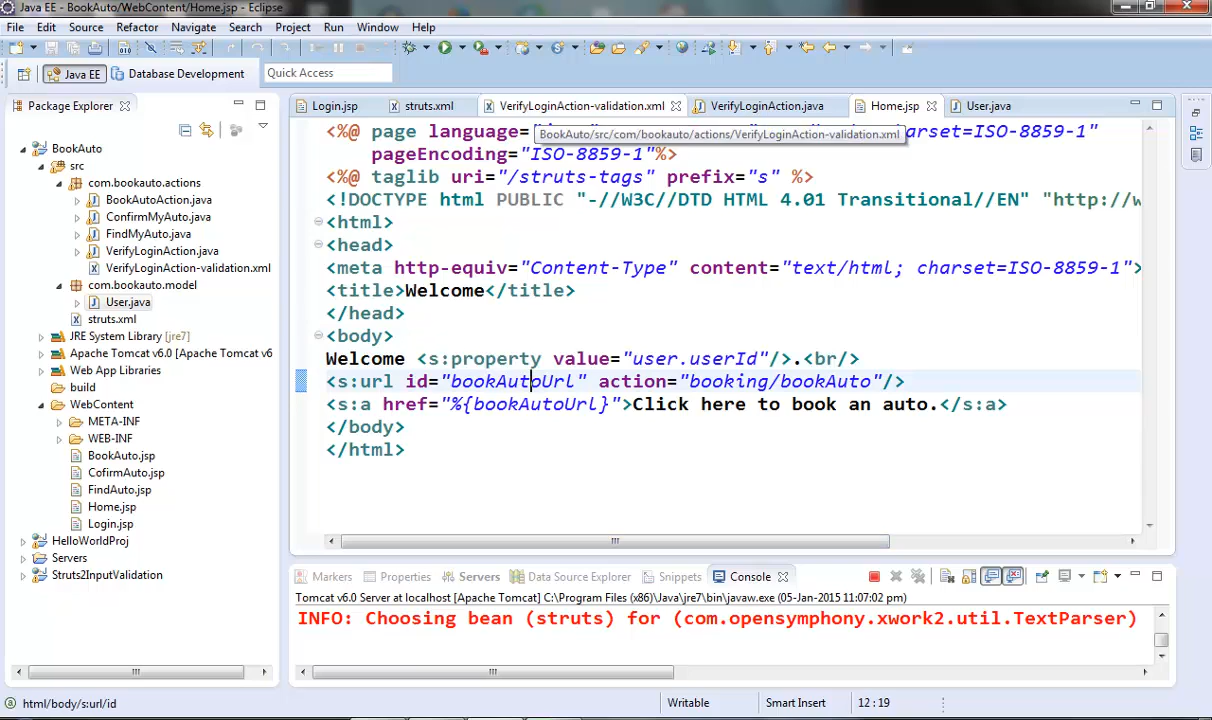 Java EE - BookAuto/WebContent/Home.jsp - Eclipse
File Edit Source Refactor Navigate Search Project Run Window Help
Java EE Database Development Quick Access
Package Explorer
Login.jsp struts.xml VerifyLoginAction-validation.xml VerifyLoginAction.java Home.jsp User.java
BookAuto/src/com/bookauto/actions/VerifyLoginAction-validation.xml
BookAuto
src
com.bookauto.actions
BookAutoAction.java
ConfirmMyAuto.java
FindMyAuto.java
VerifyLoginAction.java
VerifyLoginAction-validation.xml
com.bookauto.model
User.java
struts.xml
JRE System Library [jre7]
Apache Tomcat v6.0 [Apache Tomcat v6
Web App Libraries
build
WebContent
META-INF
WEB-INF
BookAuto.jsp
CofirmAuto.jsp
FindAuto.jsp
Home.jsp
Login.jsp
HelloWorldProj
Servers
Struts2InputValidation
<%@ page language= charset=ISO-8859-1"
pageEncoding="ISO-8859-1"%>
<%@ taglib uri="/struts-tags" prefix="s" %>
<!DOCTYPE html PUBLIC "-//W3C//DTD HTML 4.01 Transitional//EN" "http://w
<html>
<head>
<meta http-equiv="Content-Type" content="text/html; charset=ISO-8859-1">
<title>Welcome</title>
</head>
<body>
Welcome <s:property value="user.userId"/>.<br/>
<s:url id="bookAutoUrl" action="booking/bookAuto"/>
<s:a href="%{bookAutoUrl}">Click here to book an auto.</s:a>
</body>
</html>
Markers Properties Servers Data Source Explorer Snippets Console
Tomcat v6.0 Server at localhost [Apache Tomcat] C:\Program Files (x86)\Java\jre7\bin\javaw.exe (05-Jan-2015 11:07:02 pm)
INFO: Choosing bean (struts) for (com.opensymphony.xwork2.util.TextParser)
html/body/s:url/id Writable Smart Insert 12 : 19